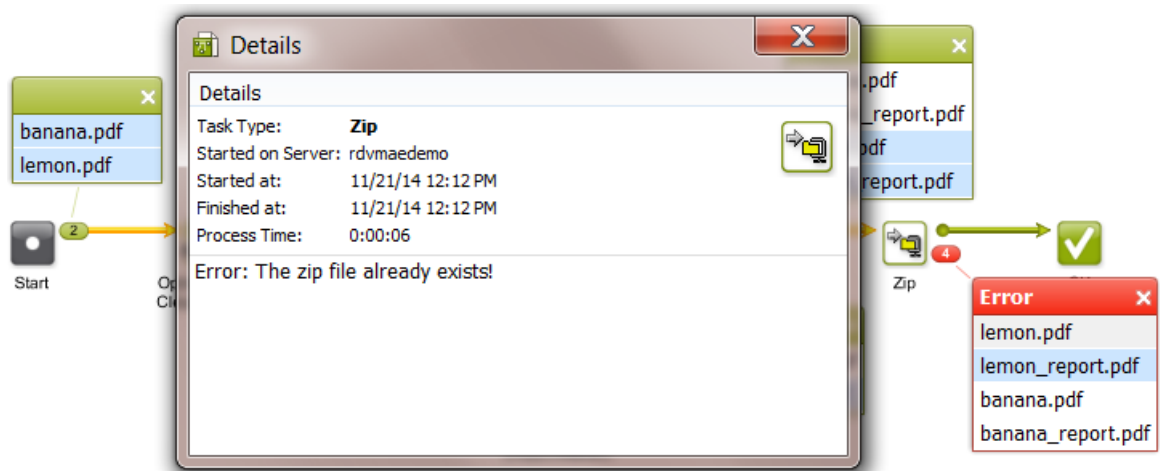 Details
Details
Task Type: Zip
Started on Server: rdvmaedemo
Started at: 11/21/14 12:12 PM
Finished at: 11/21/14 12:12 PM
Process Time: 0:00:06
Error: The zip file already exists!
banana.pdf
lemon.pdf
2
Start
.pdf
_report.pdf
pdf
report.pdf
Zip
4
Error
lemon.pdf
lemon_report.pdf
banana.pdf
banana_report.pdf